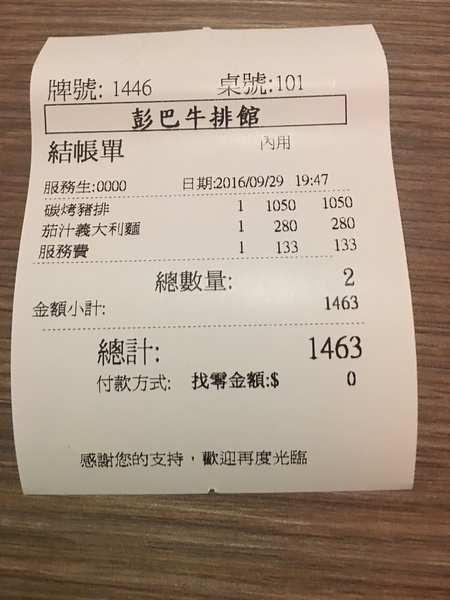 牌號: 1446 桌號:101
彭巴牛排館
結帳單 內用
服務生:0000 日期:2016/09/29 19:47
碳烤豬排 1 1050 1050
茄汁義大利麵 1 280 280
服務費 1 133 133
總數量: 2
金額小計: 1463
總計: 1463
付款方式: 找零金額:$ 0
感謝您的支持，歡迎再度光臨